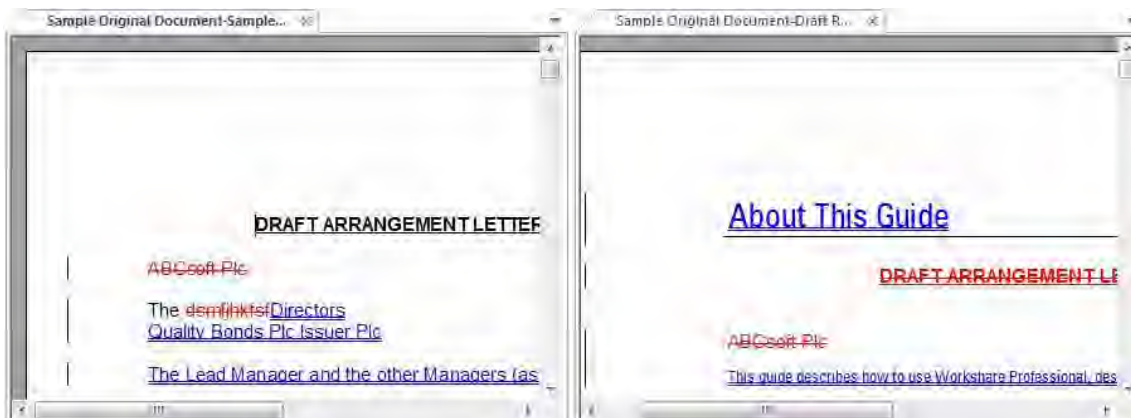 Sample Original Document-Sample...
DRAFT ARRANGEMENT LETTER
ABCsoft Plc
The Directors
Quality Bonds Plc Issuer Plc
The Lead Manager and the other Managers (as
Sample Original Document-Draft R...
About This Guide
DRAFT ARRANGEMENT LE
ABCsoft Plc
This guide describes how to use Workshare Professional, des